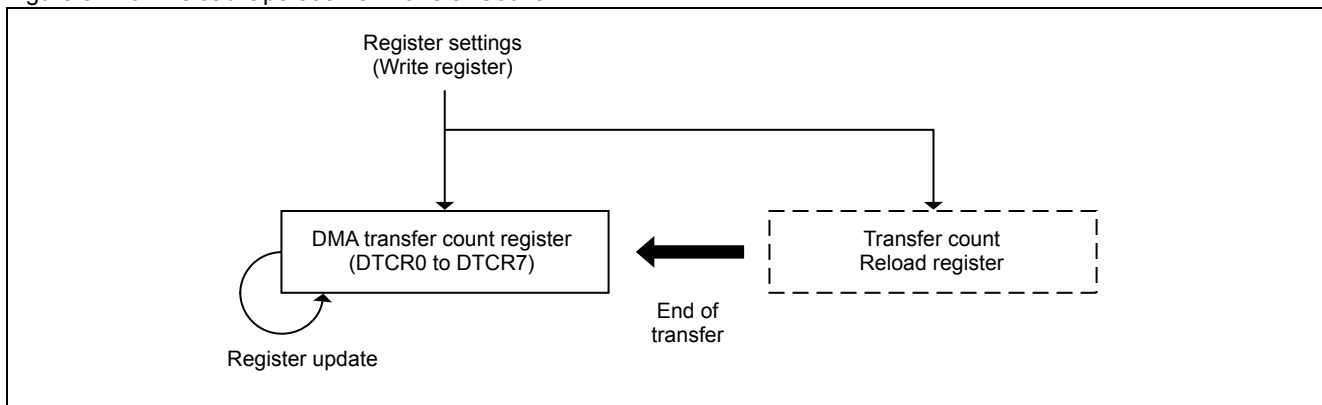 Register settings
(Write register)
DMA transfer count register
(DTCR0 to DTCR7)
Transfer count
Reload register
End of
transfer
Register update